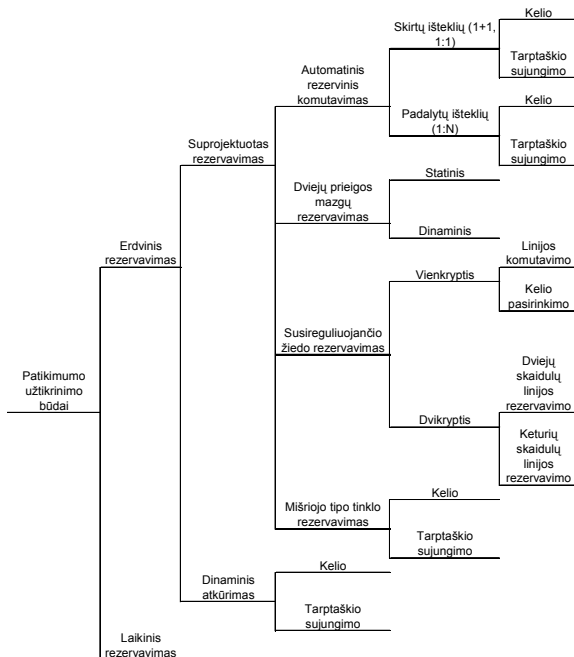 Kelio
Skirtų išteklių (1+1,
1:1)
Tarptaškio
sujungimo
Automatinis
rezervinis
komutavimas
Kelio
Padalytų išteklių
(1:N)
Tarptaškio
sujungimo
Suprojektuotas
rezervavimas
Statinis
Dviejų prieigos
mazgų
rezervavimas
Dinaminis
Erdvinis
rezervavimas
Linijos
komutavimo
Vienkryptis
Kelio
pasirinkimo
Susireguliuojančio
žiedo rezervavimas
Dviejų
skaidulų
linijos
rezervavimo
Patikimumo
užtikrinimo
būdai
Dvikryptis
Keturių
skaidulų
linijos
rezervavimo
Kelio
Mišriojo tipo tinklo
rezervavimas
Tarptaškio
sujungimo
Kelio
Dinaminis
atkūrimas
Tarptaškio
sujungimo
Laikinis
rezervavimas